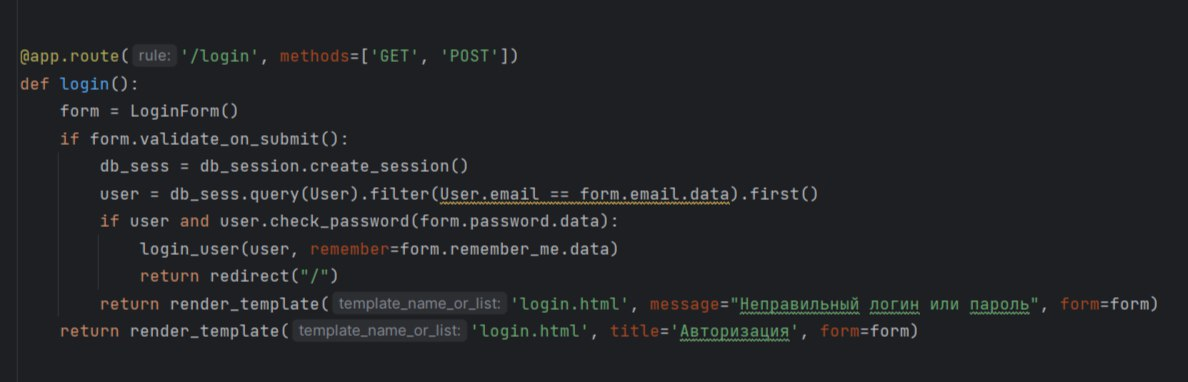 @app.route( rule: '/login', methods=['GET', 'POST'])
def login():
    form = LoginForm()
    if form.validate_on_submit():
        db_sess = db_session.create_session()
        user = db_sess.query(User).filter(User.email == form.email.data).first()
        if user and user.check_password(form.password.data):
            login_user(user, remember=form.remember_me.data)
            return redirect("/")
        return render_template( template_name_or_list: 'login.html', message="Неправильный логин или пароль", form=form)
    return render_template( template_name_or_list: 'login.html', title='Авторизация', form=form)